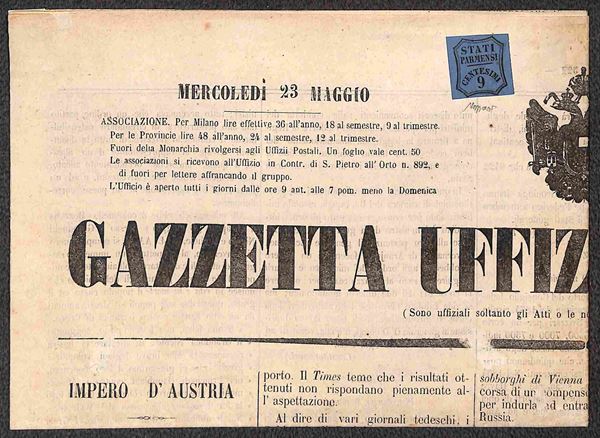 STATI
PARMENSI
CENTESIMI
9
MERCOLEDÌ 23 MAGGIO
ASSOCIAZIONE. Per Milano lire effettive 36 all'anno, 18 al semestre, 9 al trimestre.
Per le Provincie lire 48 all'anno, 24 al semestre, 12 al trimestre.
Fuori della Monarchia rivolgersi agli Uffizii Postali. Un foglio vale cent. 50
Le associazioni si ricevono all'Uffizio in Contr. di S. Pietro all'Orto n. 892, e
di fuori per lettere affrancando il gruppo.
L'Uffizio è aperto tutti i giorni dalle ore 9 ant. alle 7 pom. meno la Domenica
GAZZETTA UFFIZ
(Sono uffiziali soltanto gli Atti o le no
IMPERO D'AUSTRIA
porto. Il Times teme che i risultati ot-
tenuti non rispondano pienamente al-
l'aspettazione.
Al dire di vari giornali tedeschi, i
sobborghi di Vienna
corsa di un compenso
per indurla ad entra
Russia.